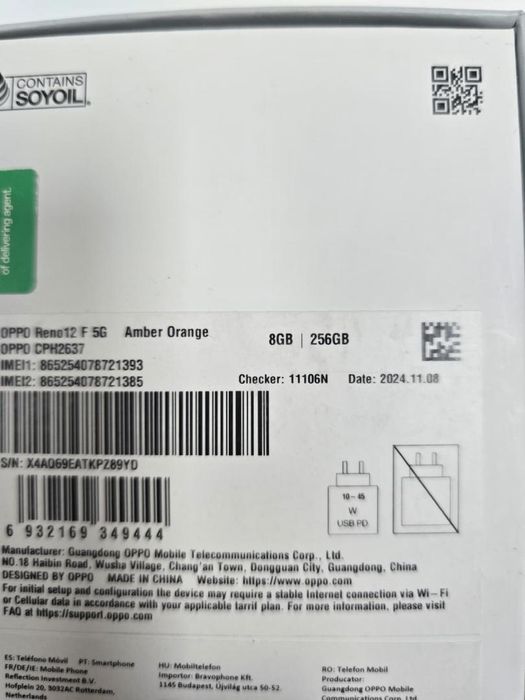 CONTAINS
SOYOIL
of delivering agent.
OPPO Reno12 F 5G Amber Orange
8GB | 256GB
OPPO CPH2637
IMEI1: 865254078721393
IMEI2: 865254078721385
Checker: 11106N Date: 2024.11.08
S/N: X4AQ69EATKPZ89YD
10-45
W
USB PD
6 932169 349444
Manufacturer: Guangdong OPPO Mobile Telecommunications Corp., Ltd.
NO.18 Haibin Road, Wusha Village, Chang'an Town, Dongguan City, Guangdong, China
DESIGNED BY OPPO MADE IN CHINA Website: https://www.oppo.com
For initial setup and configuration the device may require a stable Internet connection via Wi-Fi
or Cellular data in accordance with your applicable tarril plan. For more information, please visit
FAQ at https://support.oppo.com
ES: Teléfono Móvil PT: Smartphone
FR/DE/IE: Mobile Phone
Reflection Investment B.V.
Hofplein 20, 3032AC Rotterdam,
Netherlands
HU: Mobiltelefon
Importor: Bravophone Kft.
1145 Budapest, Újvilág utca 50-52.
RO: Telefon Mobil
Producator:
Guangdong OPPO Mobile
Communications Corp. Ltd